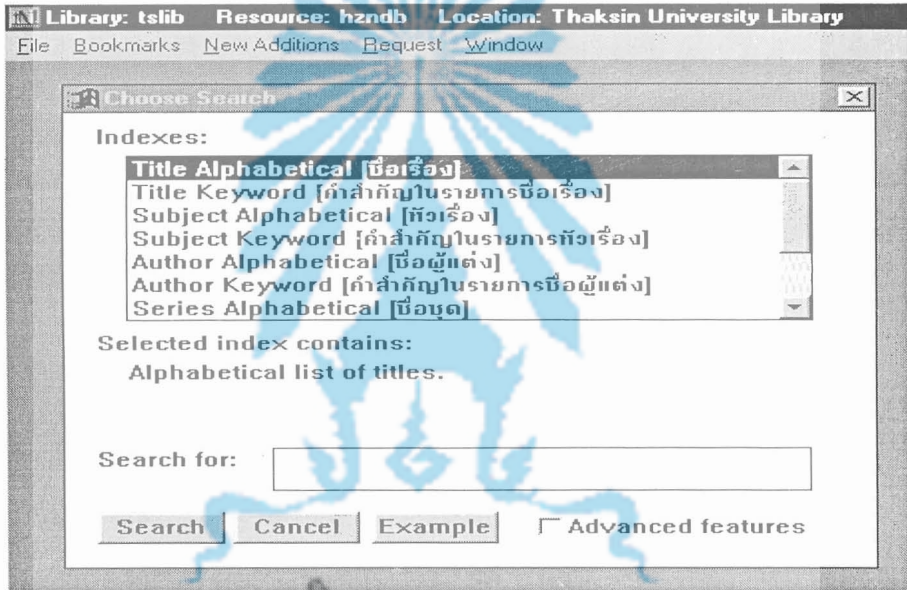 Library: tslib Resource: hzndb Location: Thaksin University Library
File Bookmarks New Additions Request Window
Choose Search
Indexes:
Title Alphabetical [ชื่อเรื่อง]
Title Keyword [คำสำคัญในรายการชื่อเรื่อง]
Subject Alphabetical [หัวเรื่อง]
Subject Keyword [คำสำคัญในรายการหัวเรื่อง]
Author Alphabetical [ชื่อผู้แต่ง]
Author Keyword [คำสำคัญในรายการชื่อผู้แต่ง]
Series Alphabetical [ชื่อชุด]
Selected index contains:
Alphabetical list of titles.
Search for:
Search Cancel Example Advanced features